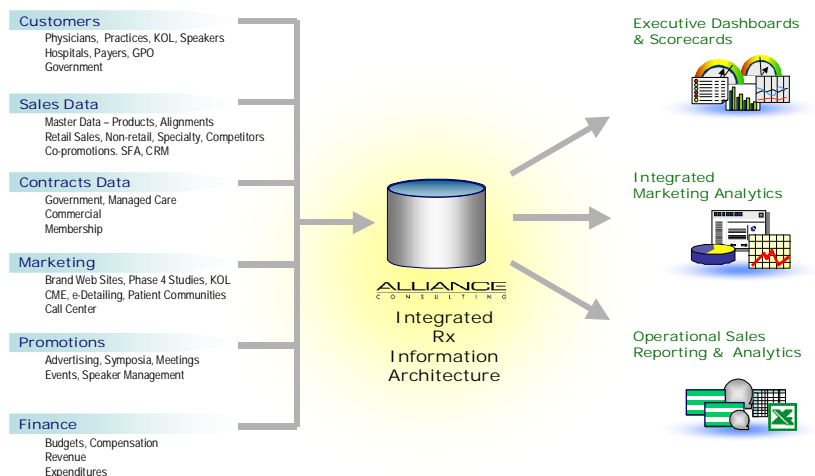 Customers
Physicians, Practices, KOL, Speakers
Hospitals, Payers, GPO
Government
Sales Data
Master Data – Products, Alignments
Retail Sales, Non-retail, Specialty, Competitors
Co-promotions. SFA, CRM
Contracts Data
Government, Managed Care
Commercial
Membership
Marketing
Brand Web Sites, Phase 4 Studies, KOL
CME, e-Detailing, Patient Communities
Call Center
Promotions
Advertising, Symposia, Meetings
Events, Speaker Management
Finance
Budgets, Compensation
Revenue
Expenditures
ALLIANCE
CONSULTING
Integrated
Rx
Information
Architecture
Executive Dashboards
& Scorecards
Integrated
Marketing Analytics
Operational Sales
Reporting & Analytics